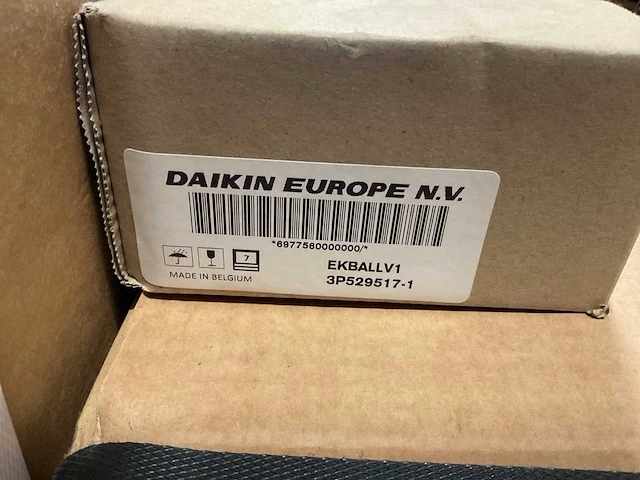 DAIKIN EUROPE N.V.
*6977560000000/*
7
MADE IN BELGIUM
EKBALLV1
3P529517-1